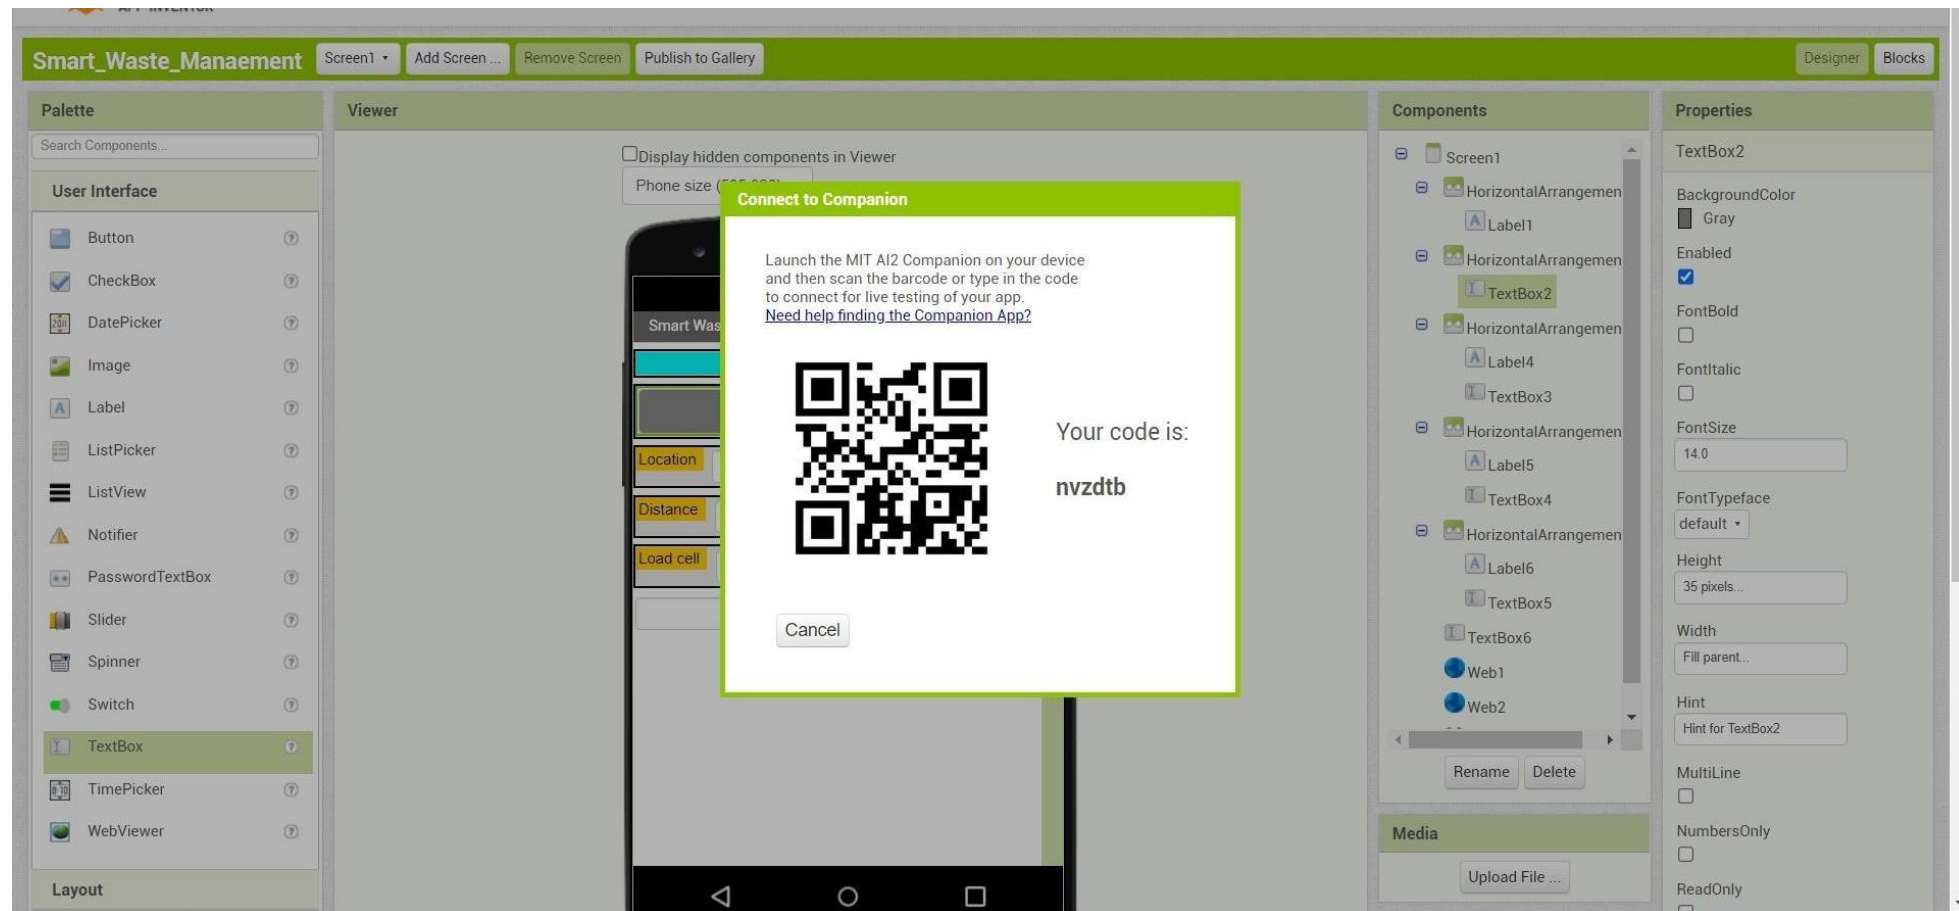 APP INVENTOR
Smart_Waste_Manaement
Screen1
Add Screen ...
Remove Screen
Publish to Gallery
Designer
Blocks
Palette
Search Components...
User Interface
Button
CheckBox
DatePicker
Image
Label
ListPicker
ListView
Notifier
PasswordTextBox
Slider
Spinner
Switch
TextBox
TimePicker
WebViewer
Layout
Viewer
Display hidden components in Viewer
Phone size (
Smart Was
Location
Distance
Load cell
Connect to Companion
Launch the MIT AI2 Companion on your device
and then scan the barcode or type in the code
to connect for live testing of your app.
Need help finding the Companion App?
Your code is:
nvzdtb
Cancel
Components
Screen1
HorizontalArrangemen
Label1
HorizontalArrangemen
TextBox2
HorizontalArrangemen
Label4
TextBox3
HorizontalArrangemen
Label5
TextBox4
HorizontalArrangemen
Label6
TextBox5
TextBox6
Web1
Web2
Rename
Delete
Media
Upload File ...
Properties
TextBox2
BackgroundColor
Gray
Enabled
FontBold
FontItalic
FontSize
14.0
FontTypeface
default
Height
35 pixels...
Width
Fill parent...
Hint
Hint for TextBox2
MultiLine
NumbersOnly
ReadOnly